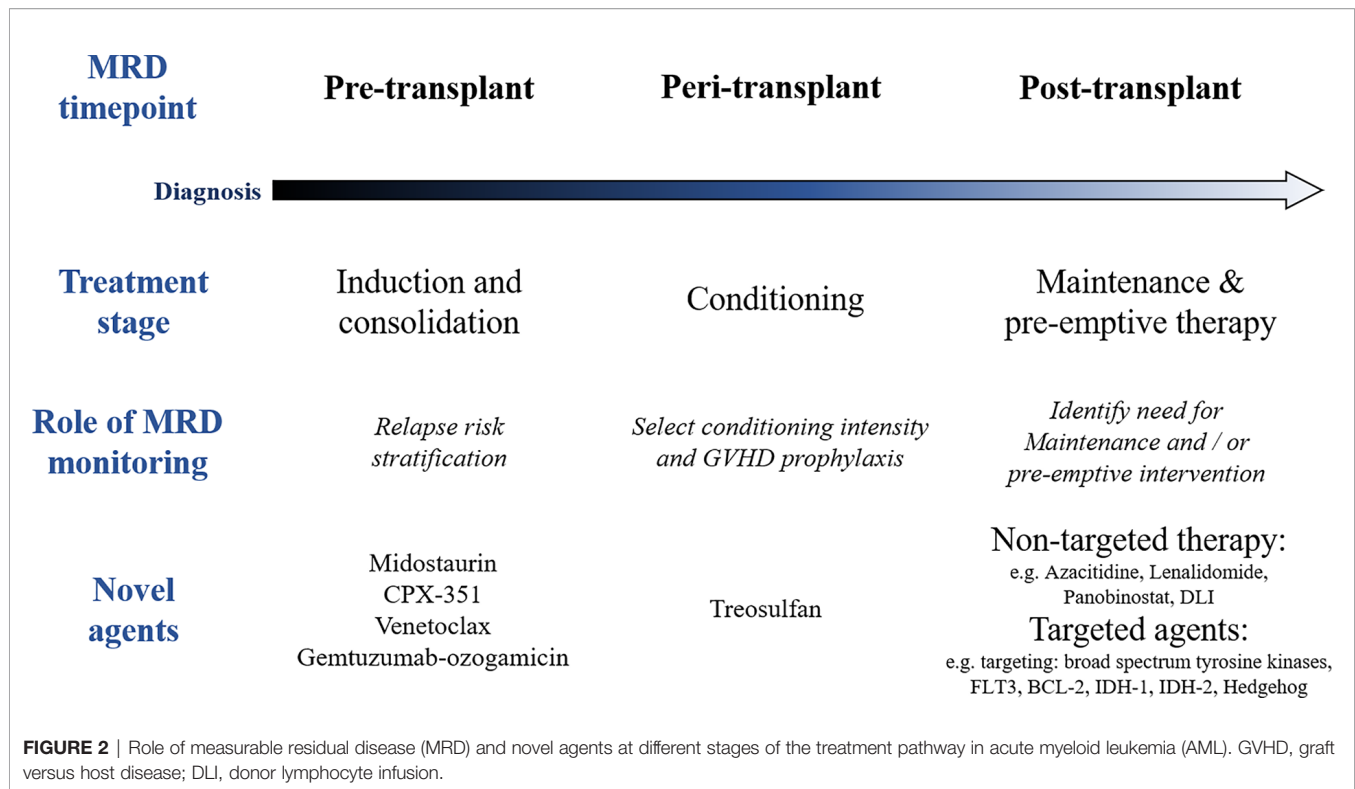 MRD
timepoint
Pre-transplant
Peri-transplant
Post-transplant
Diagnosis
Treatment
stage
Induction and
consolidation
Conditioning
Maintenance &
pre-emptive therapy
Role of MRD
monitoring
Relapse risk
stratification
Select conditioning intensity
and GVHD prophylaxis
Identify need for
Maintenance and / or
pre-emptive intervention
Novel
agents
Midostaurin
CPX-351
Venetoclax
Gemtuzumab-ozogamicin
Treosulfan
Non-targeted therapy:
e.g. Azacitidine, Lenalidomide,
Panobinostat, DLI
Targeted agents:
e.g. targeting: broad spectrum tyrosine kinases,
FLT3, BCL-2, IDH-1, IDH-2, Hedgehog
FIGURE 2 | Role of measurable residual disease (MRD) and novel agents at different stages of the treatment pathway in acute myeloid leukemia (AML). GVHD, graft
versus host disease; DLI, donor lymphocyte infusion.